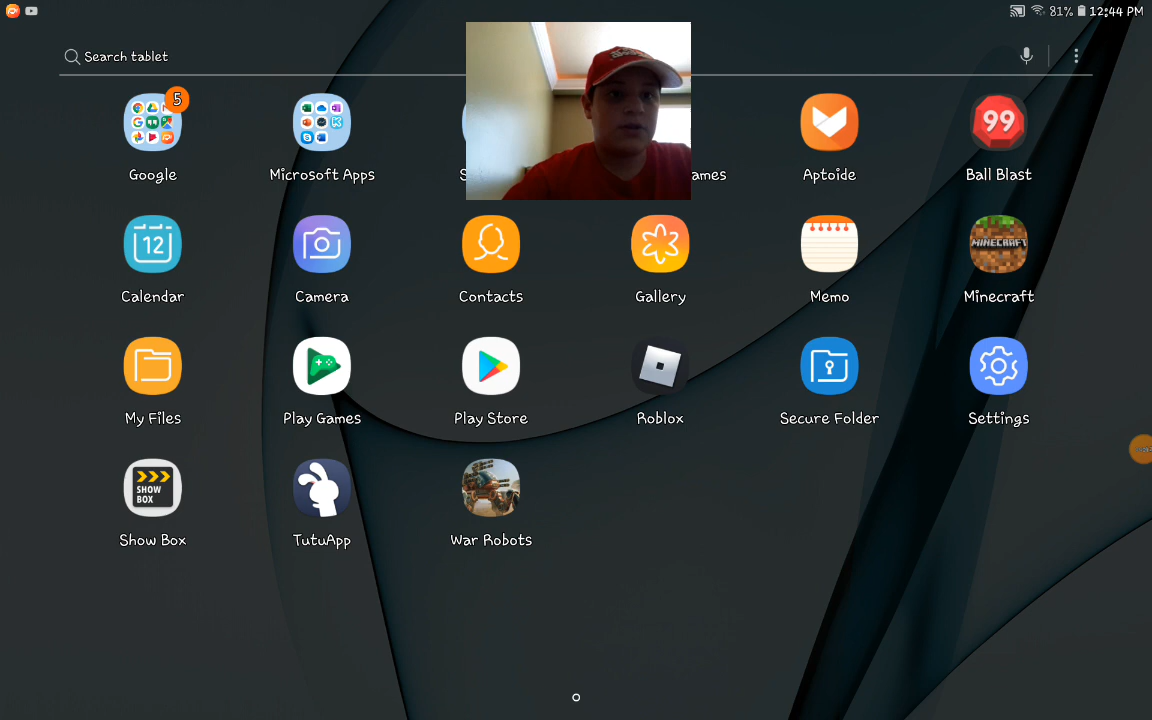 81% 12:44 PM
Search tablet
5
Google
Microsoft Apps
S
ames
Aptoide
99
Ball Blast
12
Calendar
Camera
Contacts
Gallery
Memo
MINECRAFT
Minecraft
My Files
Play Games
Play Store
Roblox
Secure Folder
Settings
SHOW
BOX
Show Box
TutuApp
War Robots